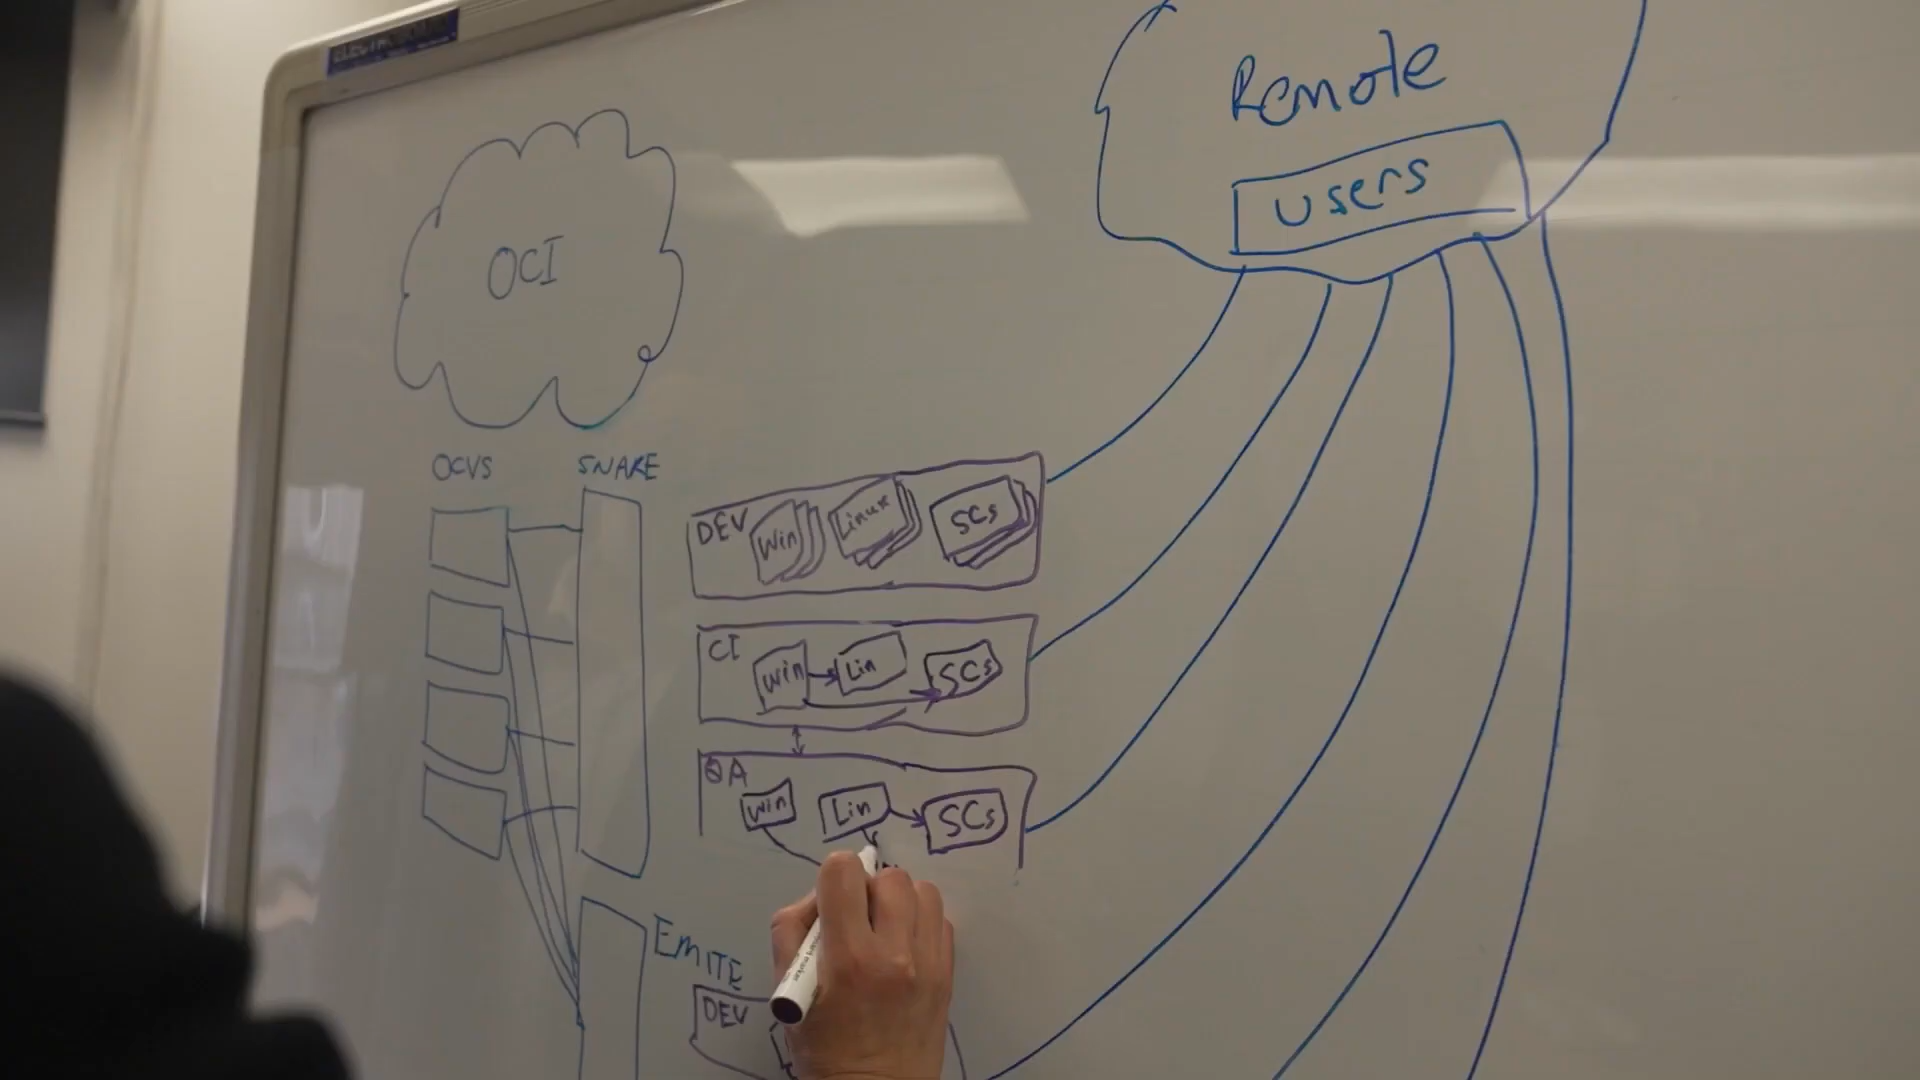 Remote
users
OCI
OCVS
SNAKE
DEV
Win
Linux
SCs
CI
Win
Lin
SCs
QA
Win
Lin
SCs
EMITE
DEV